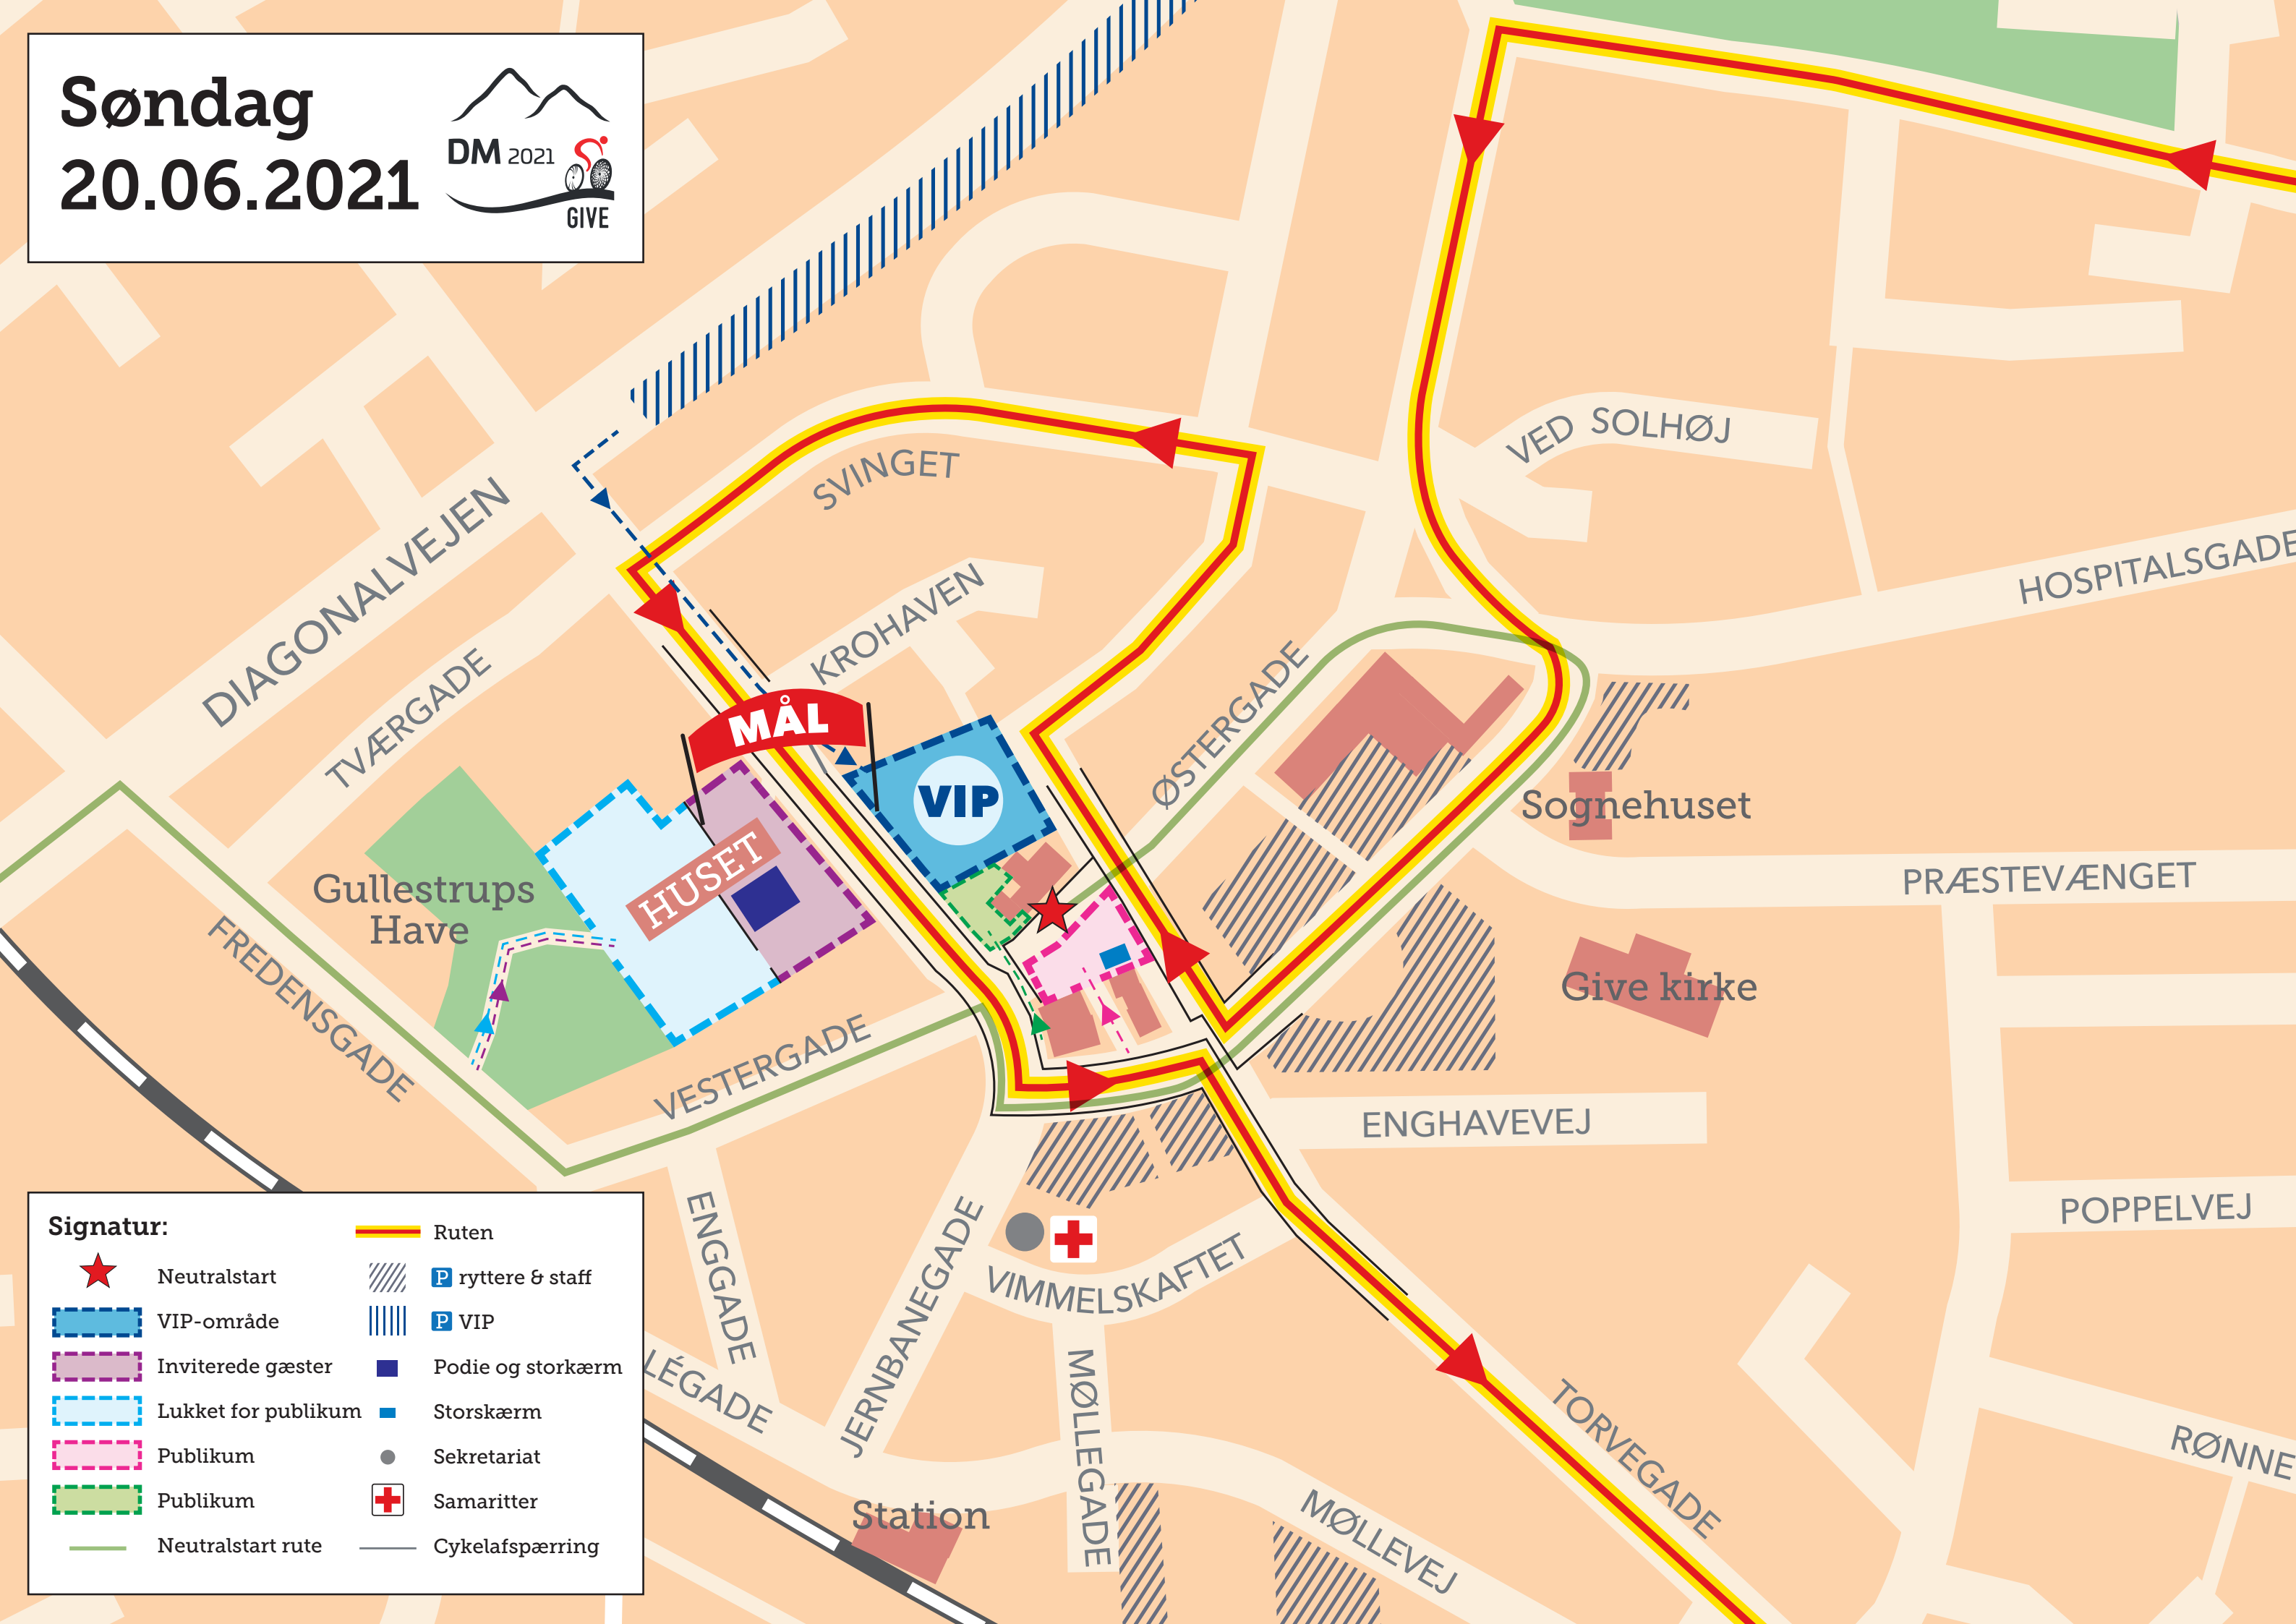 Søndag
20.06.2021
DM 2021
GIVE
SVINGET
VED SOLHØJ
DIAGONALVEJEN
KROHAVEN
HOSPITALSGADE
TVÆRGADE
ØSTERGADE
MÅL
VIP
Sognehuset
HUSET
PRÆSTEVÆNGET
Gullestrups
Have
FREDENSGADE
Give kirke
VESTERGADE
ENGHAVEVEJ
POPPELVEJ
ENGGADE
JERNBANEGADE
VIMMELSKAFTET
LÉGADE
MØLLEGADE
TORVEGADE
RØNNE
Station
MØLLEVEJ
Signatur:
Neutralstart
VIP-område
Inviterede gæster
Lukket for publikum
Publikum
Publikum
Neutralstart rute
Ruten
P ryttere & staff
P VIP
Podie og storkærm
Storskærm
Sekretariat
Samaritter
Cykelafspærring